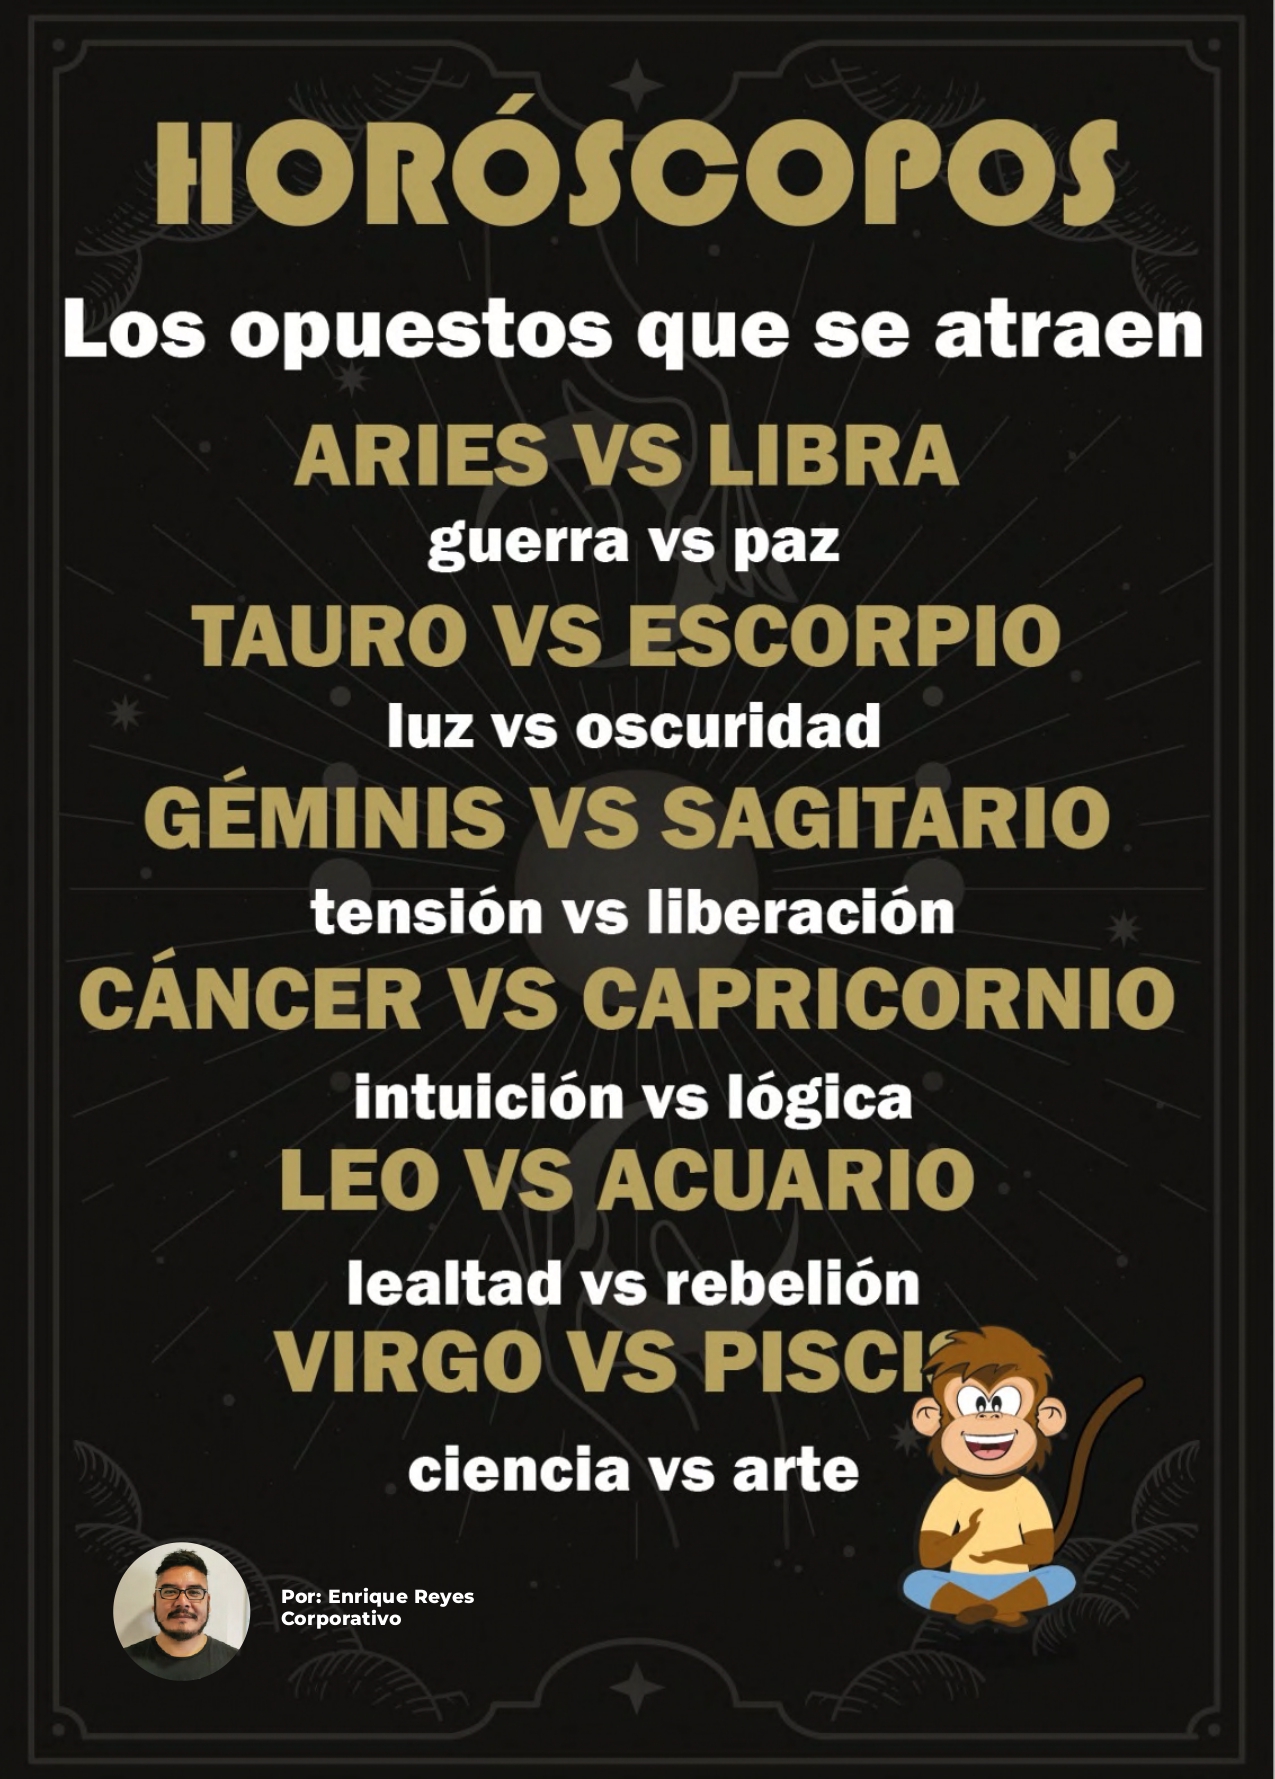 HORÓSCOPOS
Los opuestos que se atraen
ARIES VS LIBRA
guerra vs paz
TAURO VS ESCORPIO
luz vs oscuridad
GÉMINIS VS SAGITARIO
tensión vs liberación
CÁNCER VS CAPRICORNIO
intuición vs lógica
LEO VS ACUARIO
lealtad vs rebelión
VIRGO VS PISCIS
ciencia vs arte
Por: Enrique Reyes
Corporativo